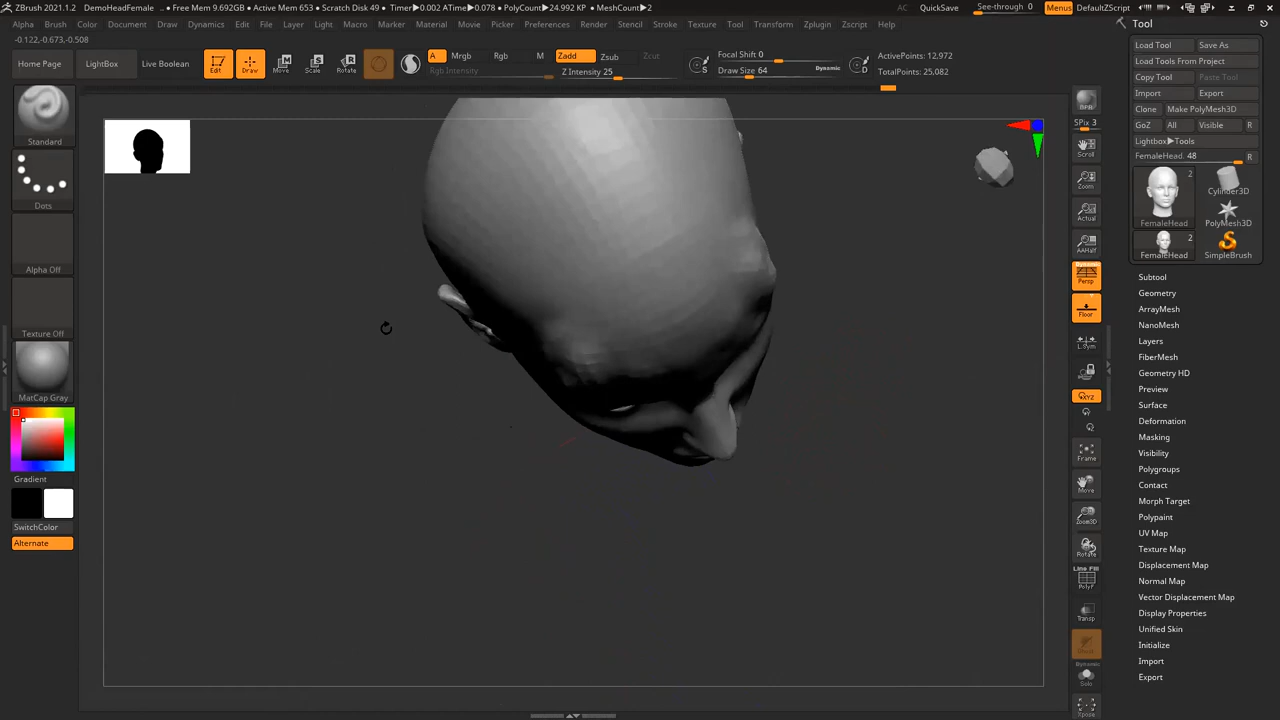 ZBrush 2021.1.2 DemoHeadFemale • Free Mem 9.692GB • Active Mem 653 • Scratch Disk 49 • Timer▶0.002 ATime▶0.078 • PolyCount▶24.992 KP • MeshCount▶2 AC QuickSave See-through 0 Menus DefaultZScript
Alpha Brush Color Document Draw Dynamics Edit File Layer Light Macro Marker Material Movie Picker Preferences Render Stencil Stroke Texture Tool Transform Zplugin Zscript Help
-0.122,-0.673,-0.508
Home Page LightBox Live Boolean
Edit Draw Move Scale Rotate
A Mrgb Rgb M
Rgb Intensity
Zadd Zsub Zcut
Z Intensity 25
S
Focal Shift 0
Draw Size 64 Dynamic
D
ActivePoints: 12,972
TotalPoints: 25,082
Standard
Dots
Alpha Off
Texture Off
MatCap Gray
Gradient
SwitchColor
Alternate
BPR
SPix 3
Scroll
Zoom
Actual
AAHalf
Dynamic
Persp
Floor
L.Sym
XYZ
Frame
Move
Zoom3D
Rotate
Line Fill
PolyF
Transp
Dynamic
Solo
Xpose
Tool
Load Tool Save As
Load Tools From Project
Copy Tool Paste Tool
Import Export
Clone Make PolyMesh3D
GoZ All Visible R
Lightbox▶Tools
FemaleHead. 48 R
2
FemaleHead
Cylinder3D
PolyMesh3D
2
FemaleHead
SimpleBrush
Subtool
Geometry
ArrayMesh
NanoMesh
Layers
FiberMesh
Geometry HD
Preview
Surface
Deformation
Masking
Visibility
Polygroups
Contact
Morph Target
Polypaint
UV Map
Texture Map
Displacement Map
Normal Map
Vector Displacement Map
Display Properties
Unified Skin
Initialize
Import
Export